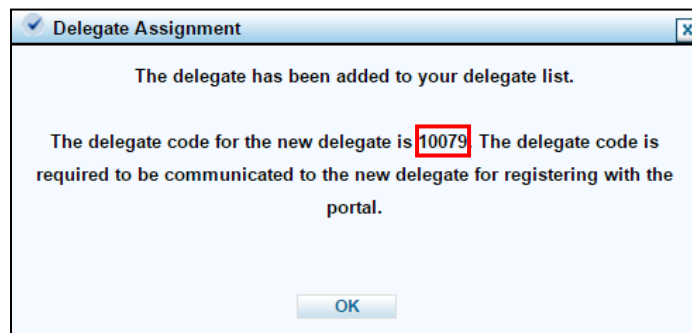 Delegate Assignment
The delegate has been added to your delegate list.
The delegate code for the new delegate is 10079. The delegate code is
required to be communicated to the new delegate for registering with the
portal.
OK